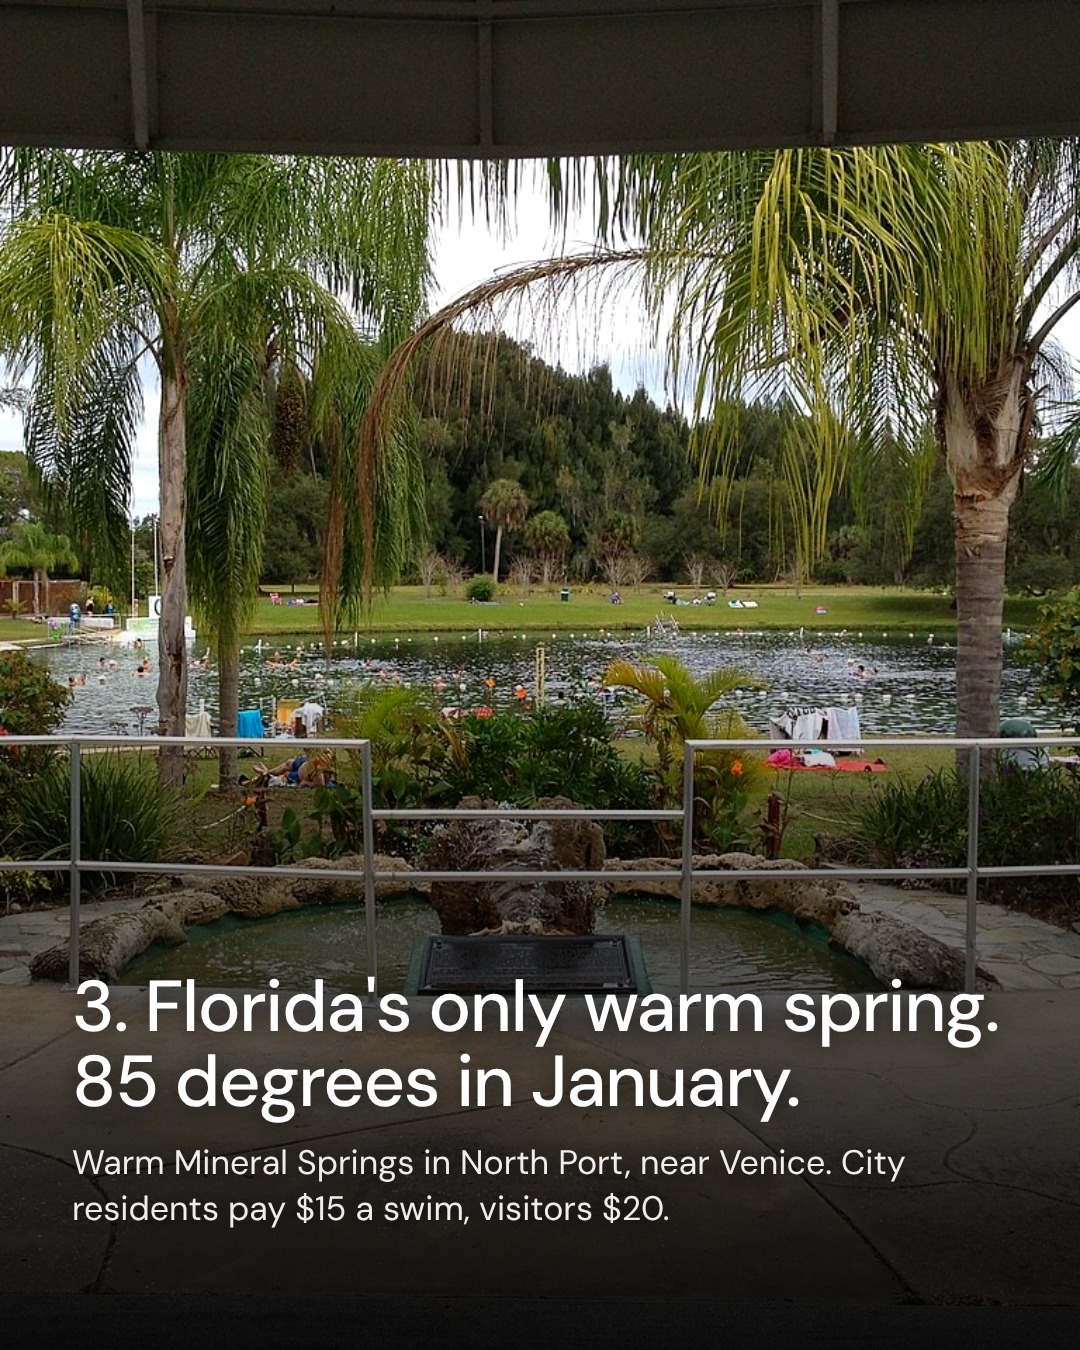 3. Florida's only warm spring.
85 degrees in January.
Warm Mineral Springs in North Port, near Venice. City
residents pay $15 a swim, visitors $20.